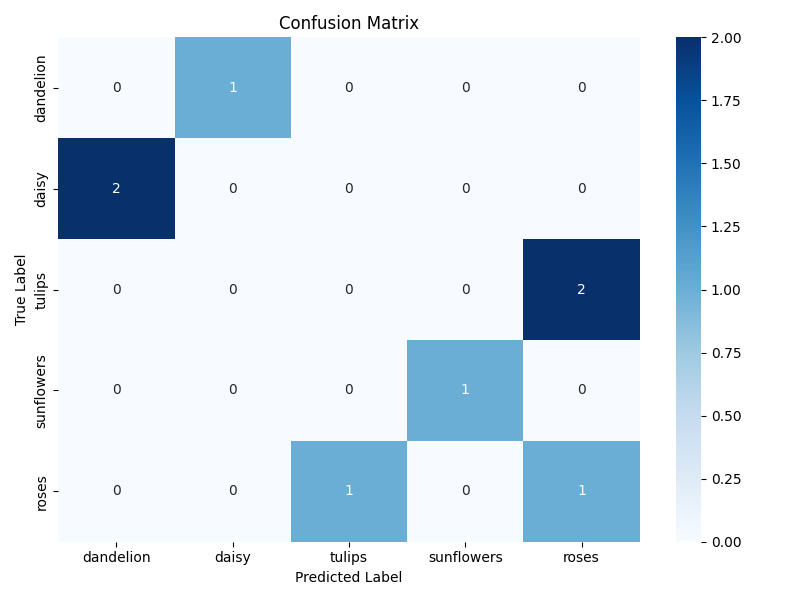 Confusion Matrix
True Label
dandelion
0 1 0 0 0
daisy
2 0 0 0 0
tulips
0 0 0 0 2
sunflowers
0 0 0 1 0
roses
0 0 1 0 1
dandelion daisy tulips sunflowers roses
Predicted Label
2.00
1.75
1.50
1.25
1.00
0.75
0.50
0.25
0.00